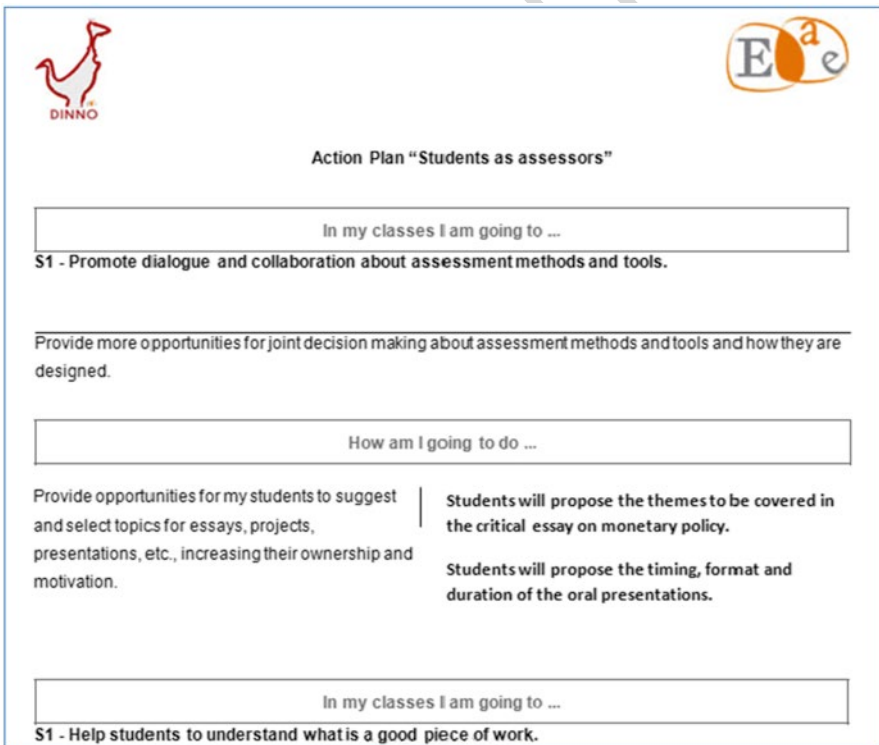 DINNO
E a e
Action Plan “Students as assessors”
In my classes I am going to ...
S1 - Promote dialogue and collaboration about assessment methods and tools.
Provide more opportunities for joint decision making about assessment methods and tools and how they are
designed.
How am I going to do ...
Provide opportunities for my students to suggest
and select topics for essays, projects,
presentations, etc., increasing their ownership and
motivation.
Students will propose the themes to be covered in
the critical essay on monetary policy.
Students will propose the timing, format and
duration of the oral presentations.
In my classes I am going to ...
S1 - Help students to understand what is a good piece of work.